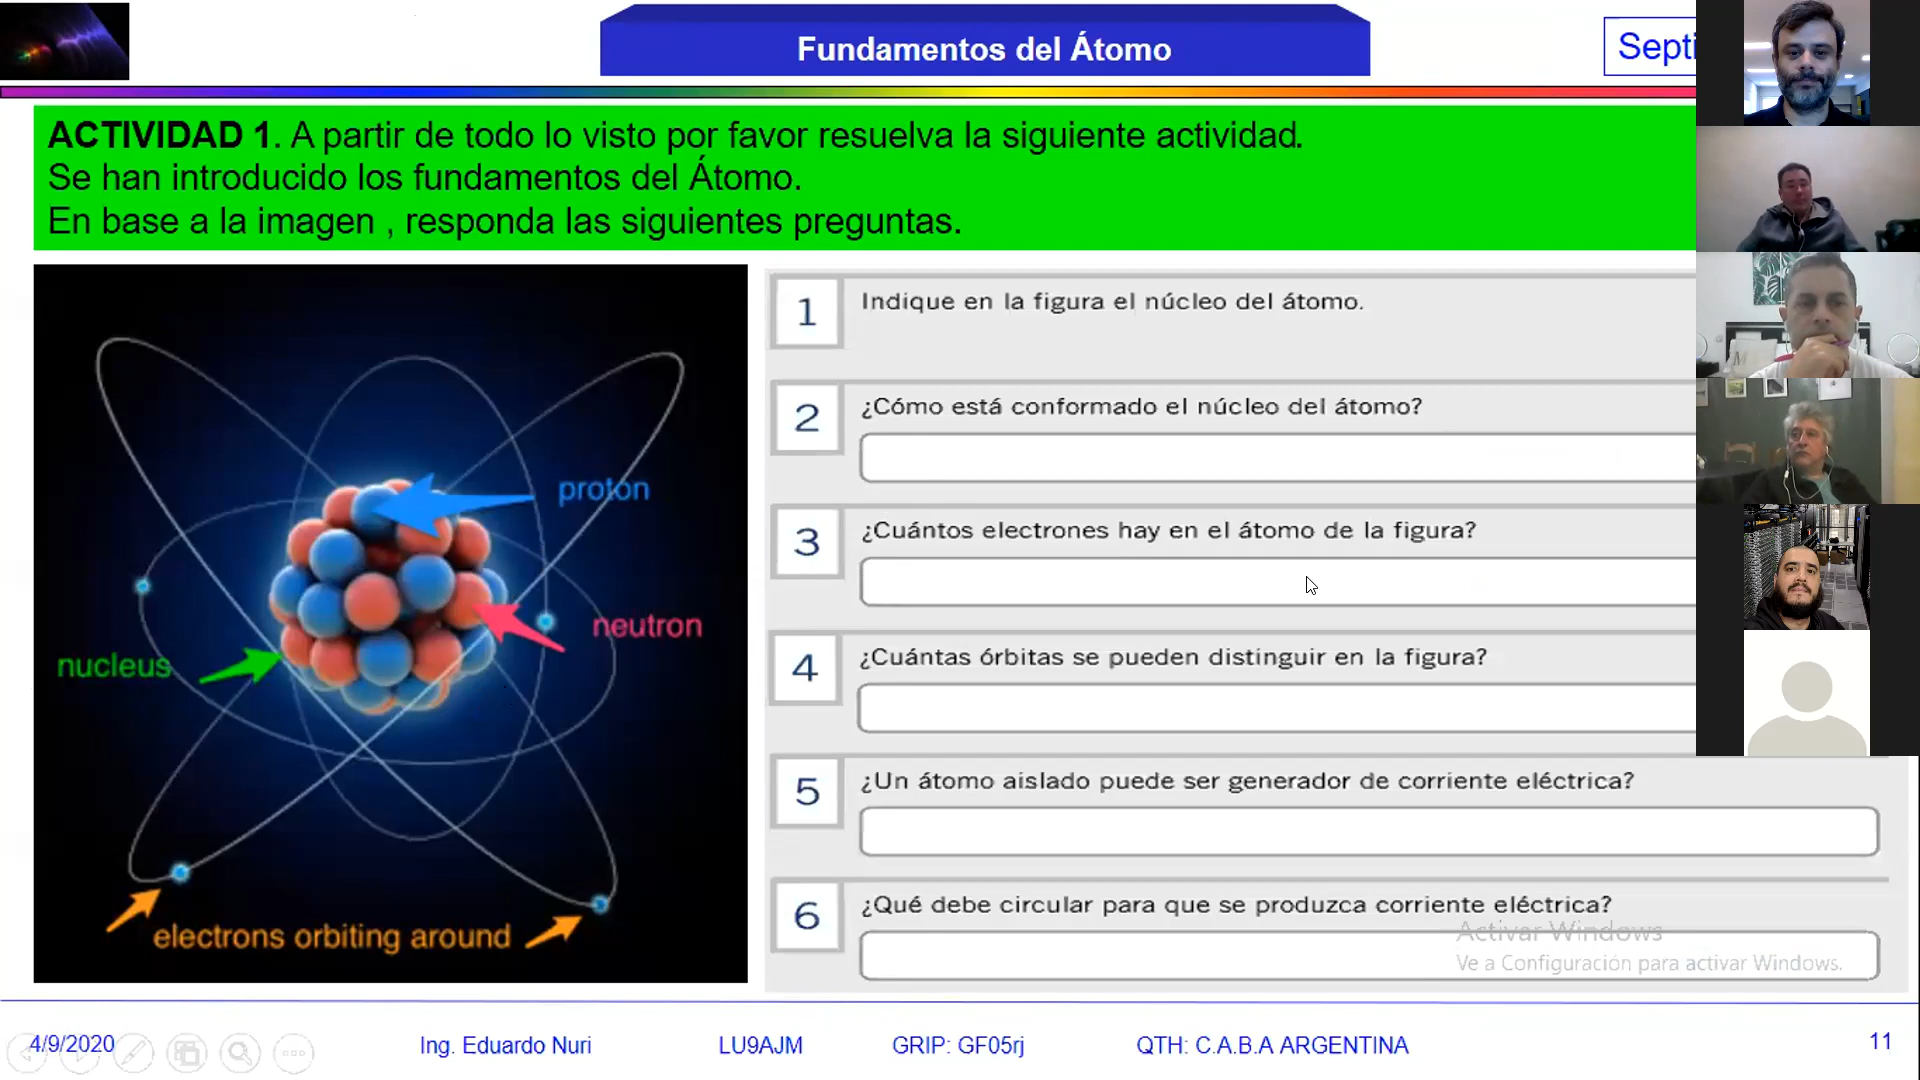 Fundamentos del Átomo
Septi
ACTIVIDAD 1. A partir de todo lo visto por favor resuelva la siguiente actividad.
Se han introducido los fundamentos del Átomo.
En base a la imagen , responda las siguientes preguntas.
proton
neutron
nucleus
electrons orbiting around
1 Indique en la figura el núcleo del átomo.
2 ¿Cómo está conformado el núcleo del átomo?
3 ¿Cuántos electrones hay en el átomo de la figura?
4 ¿Cuántas órbitas se pueden distinguir en la figura?
5 ¿Un átomo aislado puede ser generador de corriente eléctrica?
6 ¿Qué debe circular para que se produzca corriente eléctrica?
Activar Windows
Ve a Configuración para activar Windows.
4/9/2020 Ing. Eduardo Nuri LU9AJM GRIP: GF05rj QTH: C.A.B.A ARGENTINA 11